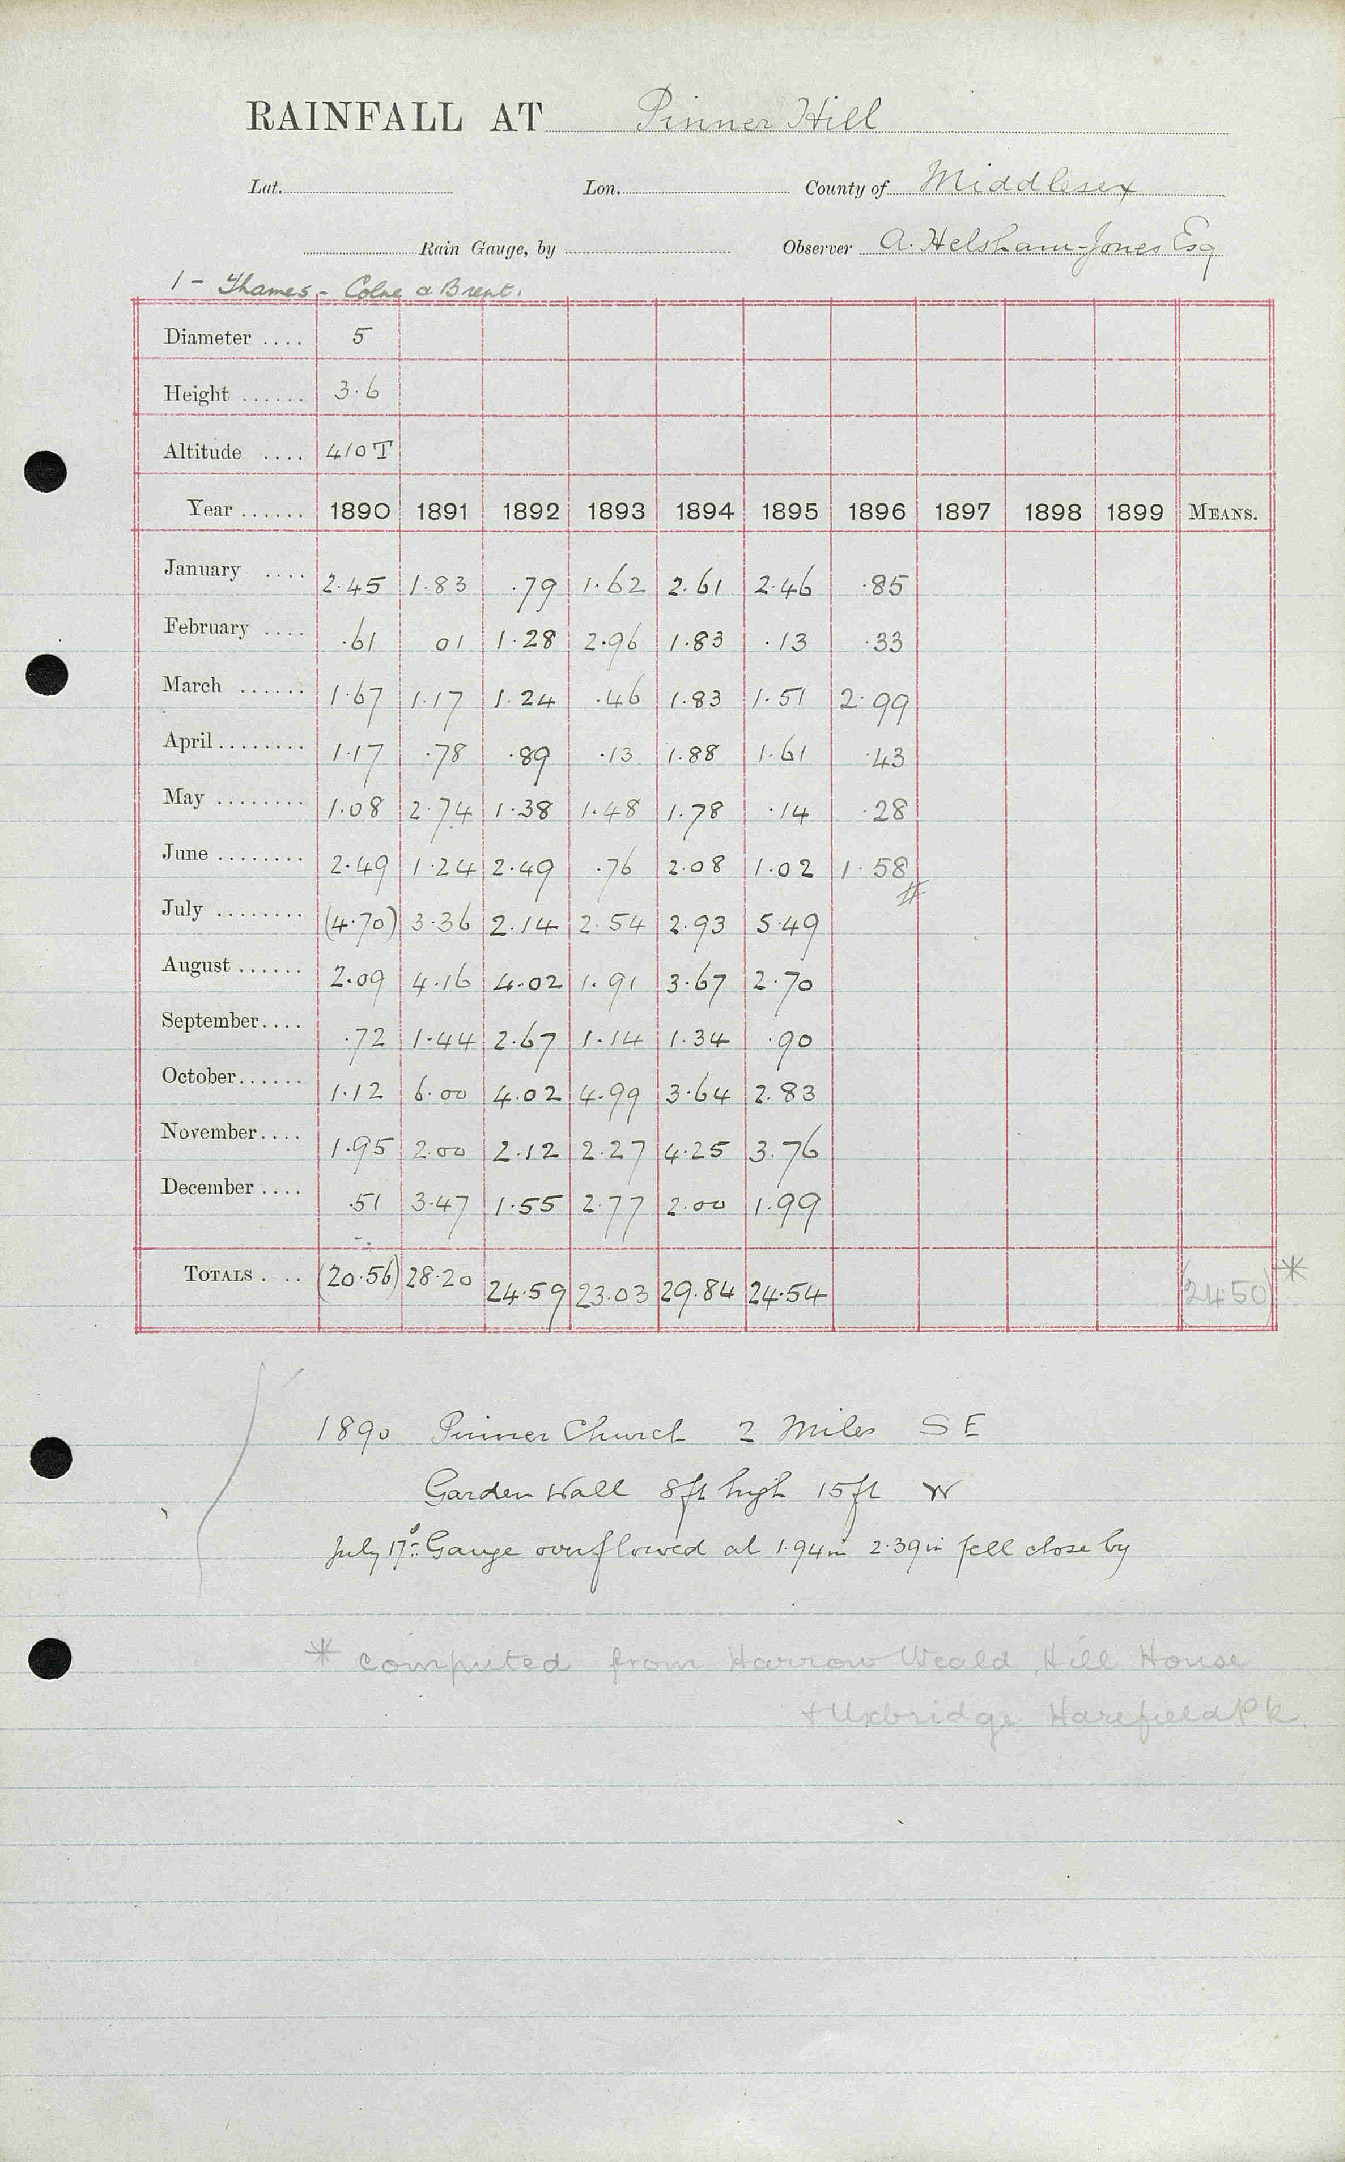 RAINFALL AT Pinner Hill
Lat. Lon. County of Middlesex
Rain Gauge, by Observer A. Helsham-Jones Esq
1 - Thames - Colne & Brent.
Diameter .... 5
Height ...... 3.6
Altitude .... 410 T
Year ...... 1890 1891 1892 1893 1894 1895 1896 1897 1898 1899 MEANS.
January .... 2.45 1.83 .79 1.62 2.61 2.46 .85
February .... .61 01 1.28 2.96 1.83 .13 .33
March ...... 1.67 1.17 1.24 .46 1.83 1.51 2.99
April ........ 1.17 .78 .89 .13 1.88 1.61 .43
May ........ 1.08 2.74 1.38 1.48 1.78 .14 .28
June ........ 2.49 1.24 2.49 .76 2.08 1.02 1.58
July ........ (4.70) 3.36 2.14 2.54 2.93 5.49
August ...... 2.09 4.16 4.02 1.91 3.67 2.70
September .... .72 1.44 2.67 1.14 1.34 .90
October ...... 1.12 6.00 4.02 4.99 3.64 2.83
November .... 1.95 2.00 2.12 2.27 4.25 3.76
December .... .51 3.47 1.55 2.77 2.00 1.99
TOTALS .... (20.56) 28.20 24.59 23.03 29.84 24.54 (24.50) *
1890 Pinner Church 2 Miles SE
Garden Wall 8ft high 15ft W
July 17: Gauge overflowed at 1.94in 2.39in fell close by
* computed from Harrow Weald, Hill House
+ Uxbridge Harefield Pk.